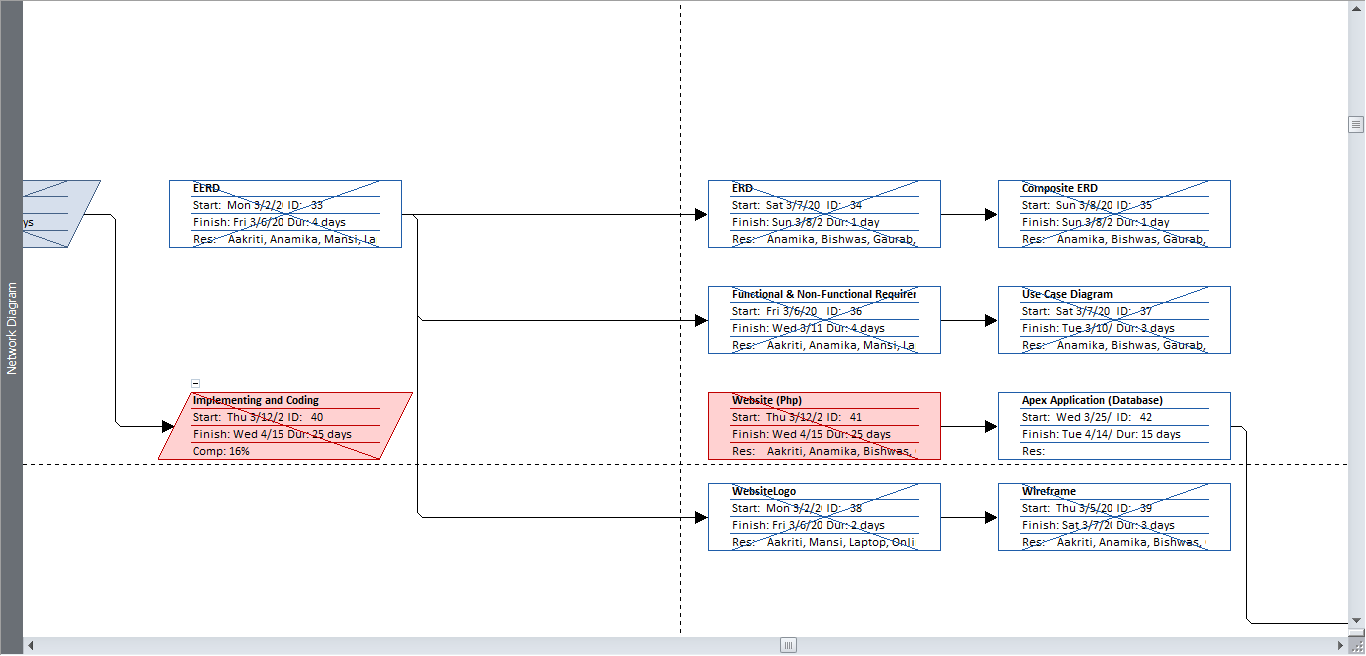 Network Diagram
ys
EERD
Start: Mon 3/2/2 ID: 33
Finish: Fri 3/6/20 Dur: 4 days
Res: Aakriti, Anamika, Mansi, La
ERD
Start: Sat 3/7/20 ID: 34
Finish: Sun 3/8/2 Dur: 1 day
Res: Anamika, Bishwas, Gaurab,
Composite ERD
Start: Sun 3/8/20 ID: 35
Finish: Sun 3/8/2 Dur: 1 day
Res: Anamika, Bishwas, Gaurab,
Functional & Non-Functional Requirer
Start: Fri 3/6/20 ID: 36
Finish: Wed 3/11 Dur: 4 days
Res: Aakriti, Anamika, Mansi, La
Use Case Diagram
Start: Sat 3/7/20 ID: 37
Finish: Tue 3/10/ Dur: 3 days
Res: Anamika, Bishwas, Gaurab,
Implementing and Coding
Start: Thu 3/12/2 ID: 40
Finish: Wed 4/15 Dur: 25 days
Comp: 16%
Website (Php)
Start: Thu 3/12/2 ID: 41
Finish: Wed 4/15 Dur: 25 days
Res: Aakriti, Anamika, Bishwas,
Apex Application (Database)
Start: Wed 3/25/ ID: 42
Finish: Tue 4/14/ Dur: 15 days
Res:
WebsiteLogo
Start: Mon 3/2/2 ID: 38
Finish: Fri 3/6/20 Dur: 2 days
Res: Aakriti, Mansi, Laptop, Onli
Wireframe
Start: Thu 3/5/20 ID: 39
Finish: Sat 3/7/2 Dur: 3 days
Res: Aakriti, Anamika, Bishwas,